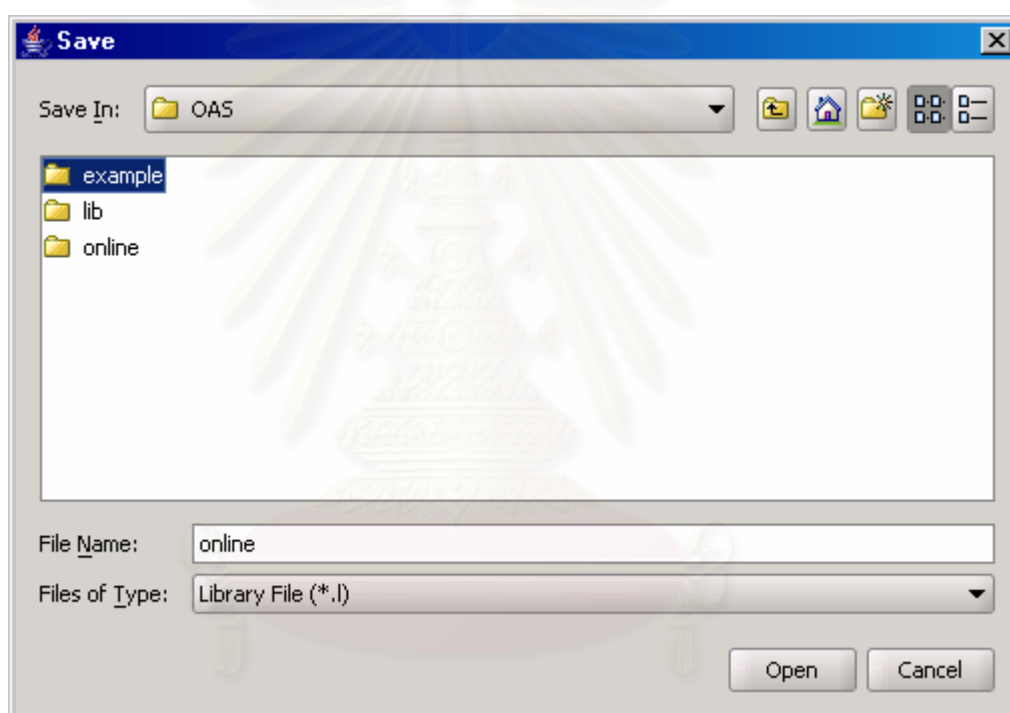 Save
Save In: OAS
example
lib
online
File Name: online
Files of Type: Library File (*.l)
Open Cancel